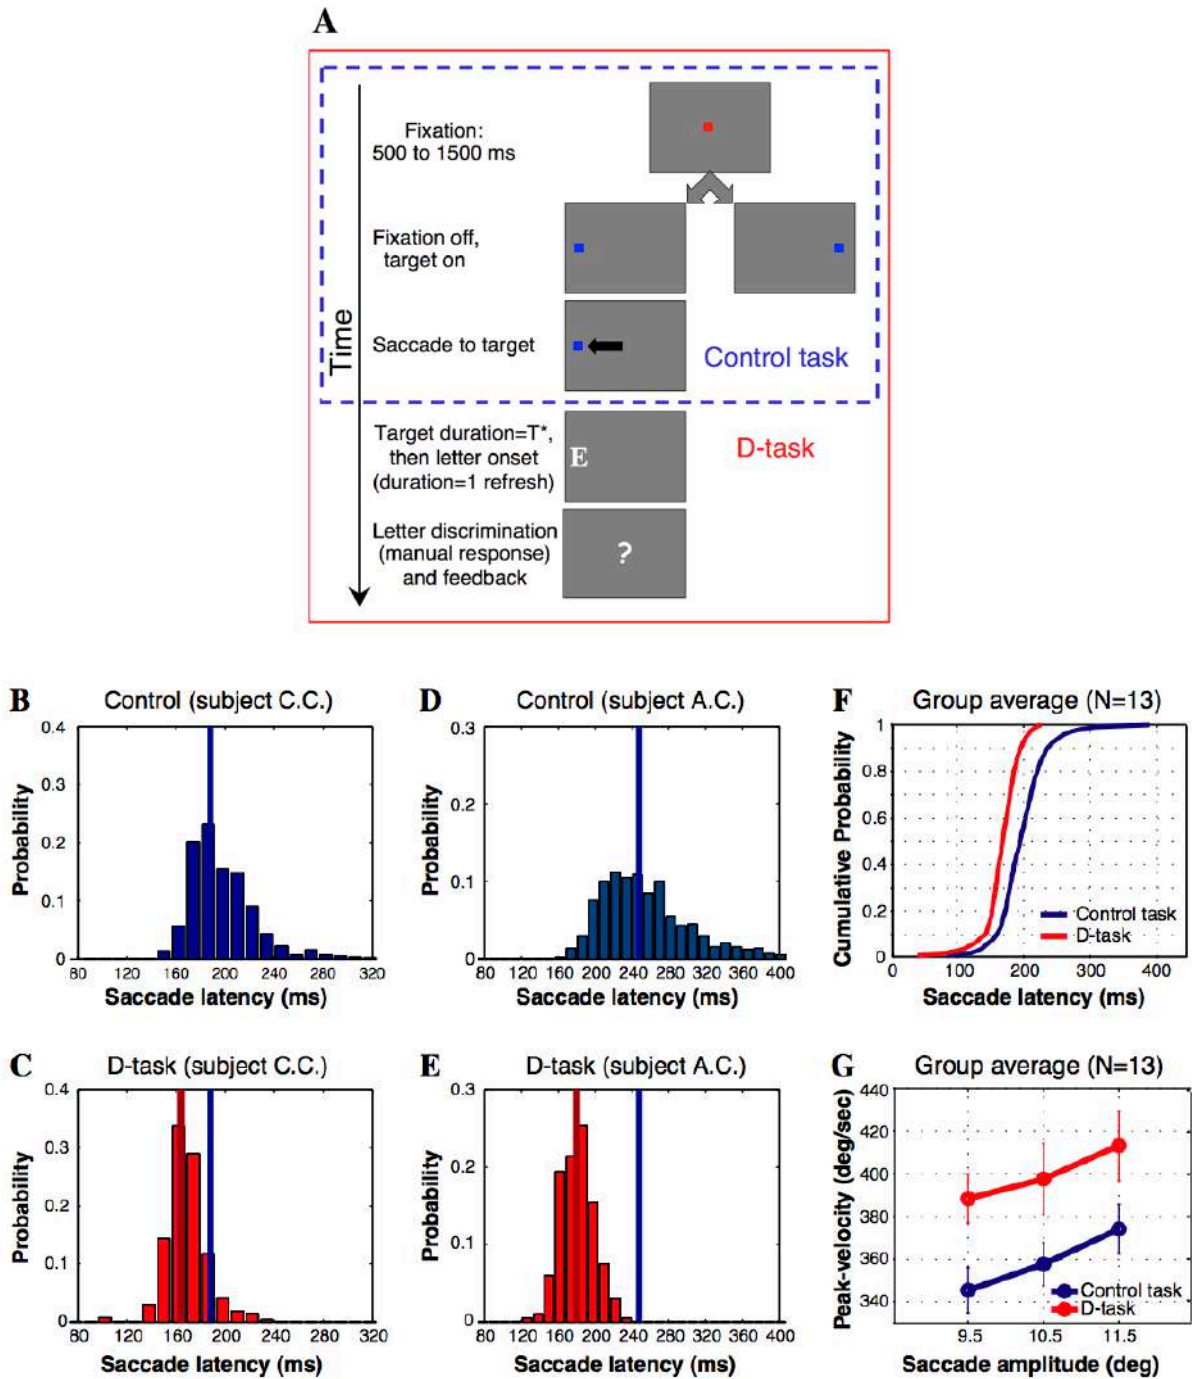 A
Fixation:
500 to 1500 ms
Fixation off,
target on
Saccade to target
Control task
Time
Target duration=T*,
then letter onset
(duration=1 refresh)
E
D-task
Letter discrimination
(manual response)
and feedback
?
B
Control (subject C.C.)
0.4
0.3
0.2
0.1
0
Probability
80 120 160 200 240 280 320
Saccade latency (ms)
D
Control (subject A.C.)
0.3
0.2
0.1
0
Probability
80 120 160 200 240 280 320 360 400
Saccade latency (ms)
F
Group average (N=13)
1
0.8
0.6
0.4
0.2
0
Cumulative Probability
Control task
D-task
0 100 200 300 400
Saccade latency (ms)
C
D-task (subject C.C.)
0.4
0.3
0.2
0.1
0
Probability
80 120 160 200 240 280 320
Saccade latency (ms)
E
D-task (subject A.C.)
0.3
0.2
0.1
0
Probability
80 120 160 200 240 280 320 360 400
Saccade latency (ms)
G
Group average (N=13)
440
420
400
380
360
340
Peak-velocity (deg/sec)
Control task
D-task
9.5 10.5 11.5
Saccade amplitude (deg)